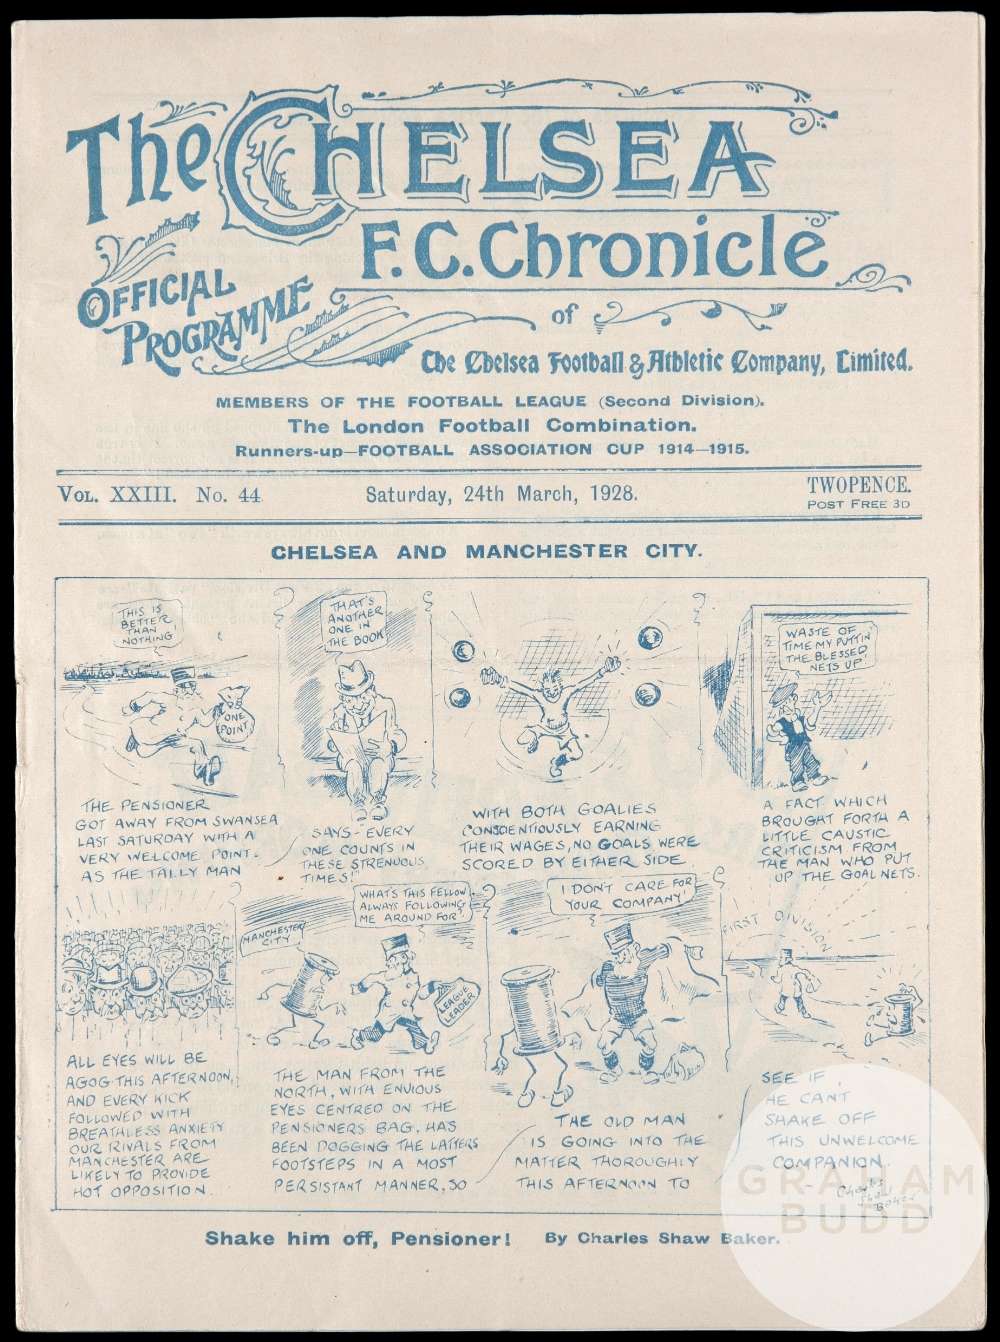 The CHELSEA
F.C. Chronicle
OFFICIAL
PROGRAMME
of
The Chelsea Football & Athletic Company, Limited.
MEMBERS OF THE FOOTBALL LEAGUE (Second Division).
The London Football Combination.
Runners-up—FOOTBALL ASSOCIATION CUP 1914—1915.
VOL. XXIII. No. 44
Saturday, 24th March, 1928.
TWOPENCE.
POST FREE 3D
CHELSEA AND MANCHESTER CITY.
THIS IS
BETTER
THAN
NOTHING
ONE
POINT
THE PENSIONER
GOT AWAY FROM SWANSEA
LAST SATURDAY WITH A
VERY WELCOME POINT.
AS THE TALLY MAN
THAT'S
ANOTHER
ONE IN
THE BOOK
SAYS- EVERY
ONE COUNTS IN
THESE STRENUOUS
TIMES!
WITH BOTH GOALIES
CONSCIENTIOUSLY EARNING
THEIR WAGES, NO GOALS WERE
SCORED BY EITHER SIDE
WASTE OF
TIME MY PUTTIN'
THE BLESSED
NETS UP
A FACT WHICH
BROUGHT FORTH A
LITTLE CAUSTIC
CRITICISM FROM
THE MAN WHO PUT
UP THE GOALNETS.
ALL EYES WILL BE
AGOG THIS AFTERNOON,
AND EVERY KICK
FOLLOWED WITH
BREATHLESS ANXIETY
OUR RIVALS FROM
MANCHESTER ARE
LIKELY TO PROVIDE
HOT OPPOSITION.
WHAT'S THIS FELLOW
ALWAYS FOLLOWING
ME AROUND FOR?
MANCHESTER
CITY
LEAGUE
LEADER
THE MAN FROM THE
NORTH, WITH ENVIOUS
EYES CENTRED ON THE
PENSIONERS BAG, HAS
BEEN DOGGING THE LATTERS
FOOTSTEPS IN A MOST
PERSISTANT MANNER, SO
I DON'T CARE FOR
YOUR COMPANY!
THE OLD MAN
IS GOING INTO THE
MATTER THOROUGHLY
THIS AFTERNOON TO
FIRST DIVISION
SEE IF
HE CAN'T
SHAKE OFF
THIS UNWELCOME
COMPANION
Charles
Shaw
Baker
Shake him off, Pensioner! By Charles Shaw Baker.
GRAHAM
BUDD